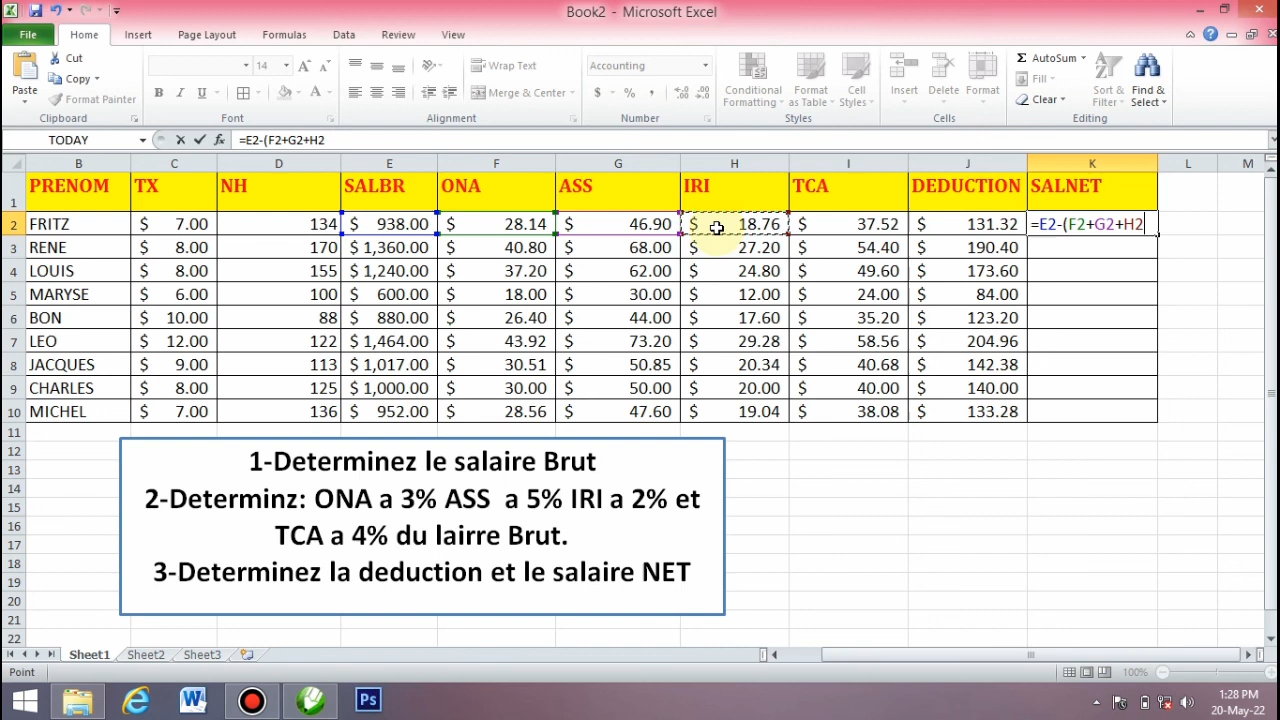 Book2 - Microsoft Excel
File Home Insert Page Layout Formulas Data Review View
Cut
Copy
Format Painter
Paste
14
Wrap Text
Merge & Center
Accounting
$ % ,
Conditional Formatting
Format as Table
Cell Styles
Insert
Delete
Format
Σ AutoSum
Fill
Clear
Sort & Filter
Find & Select
Clipboard Font Alignment Number Styles Cells Editing
TODAY fx =E2-(F2+G2+H2
B C D E F G H I J K L M
1 PRENOM TX NH SALBR ONA ASS IRI TCA DEDUCTION SALNET
2 FRITZ $ 7.00 134 $ 938.00 $ 28.14 $ 46.90 $ 18.76 $ 37.52 $ 131.32 =E2-(F2+G2+H2
3 RENE $ 8.00 170 $ 1,360.00 $ 40.80 $ 68.00 $ 27.20 $ 54.40 $ 190.40
4 LOUIS $ 8.00 155 $ 1,240.00 $ 37.20 $ 62.00 $ 24.80 $ 49.60 $ 173.60
5 MARYSE $ 6.00 100 $ 600.00 $ 18.00 $ 30.00 $ 12.00 $ 24.00 $ 84.00
6 BON $ 10.00 88 $ 880.00 $ 26.40 $ 44.00 $ 17.60 $ 35.20 $ 123.20
7 LEO $ 12.00 122 $ 1,464.00 $ 43.92 $ 73.20 $ 29.28 $ 58.56 $ 204.96
8 JACQUES $ 9.00 113 $ 1,017.00 $ 30.51 $ 50.85 $ 20.34 $ 40.68 $ 142.38
9 CHARLES $ 8.00 125 $ 1,000.00 $ 30.00 $ 50.00 $ 20.00 $ 40.00 $ 140.00
10 MICHEL $ 7.00 136 $ 952.00 $ 28.56 $ 47.60 $ 19.04 $ 38.08 $ 133.28
11
12
13
14
15
16
17
18
19
20
21
22
1-Determinez le salaire Brut
2-Determinz: ONA a 3% ASS a 5% IRI a 2% et
TCA a 4% du lairre Brut.
3-Determinez la deduction et le salaire NET
Sheet1 Sheet2 Sheet3
Point 100%
1:28 PM
20-May-22